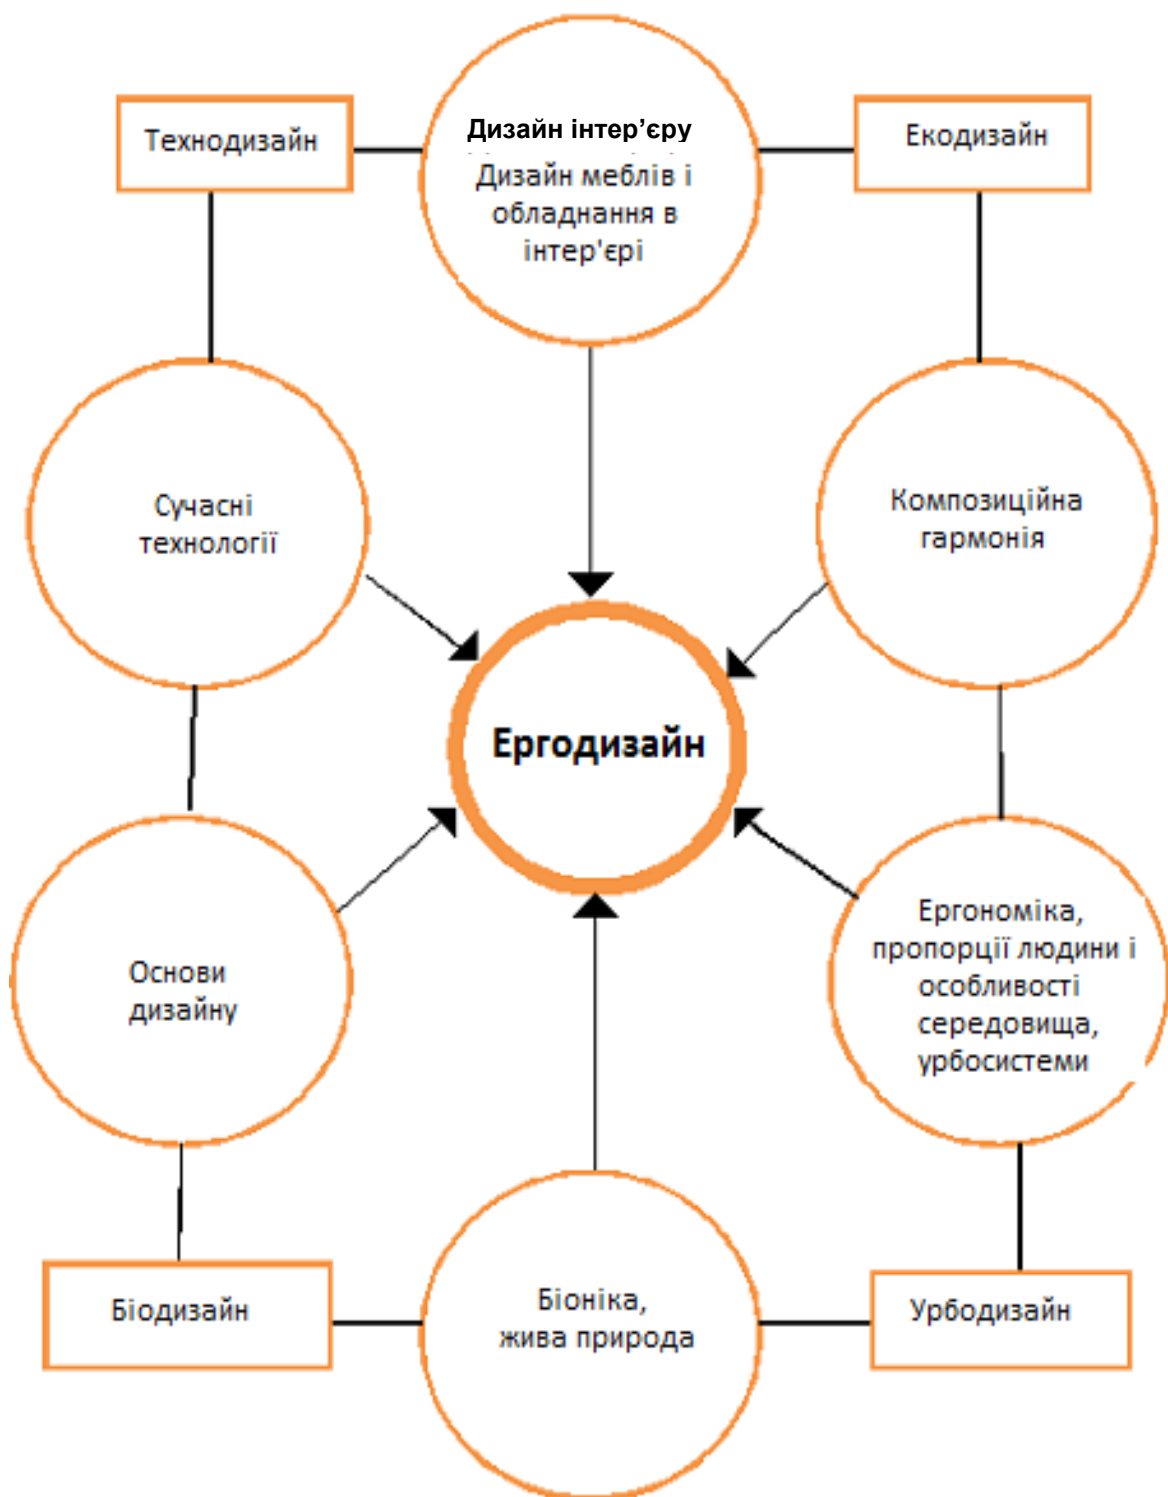 Дизайн інтер’єру
Технодизайн
Екодизайн
Дизайн меблів і
обладнання в
інтер'єрі
Сучасні
технології
Композиційна
гармонія
Ергодизайн
Основи
дизайну
Ергономіка,
пропорції людини і
особливості
середовища,
урбосистеми
Біодизайн
Біоніка,
жива природа
Урбодизайн